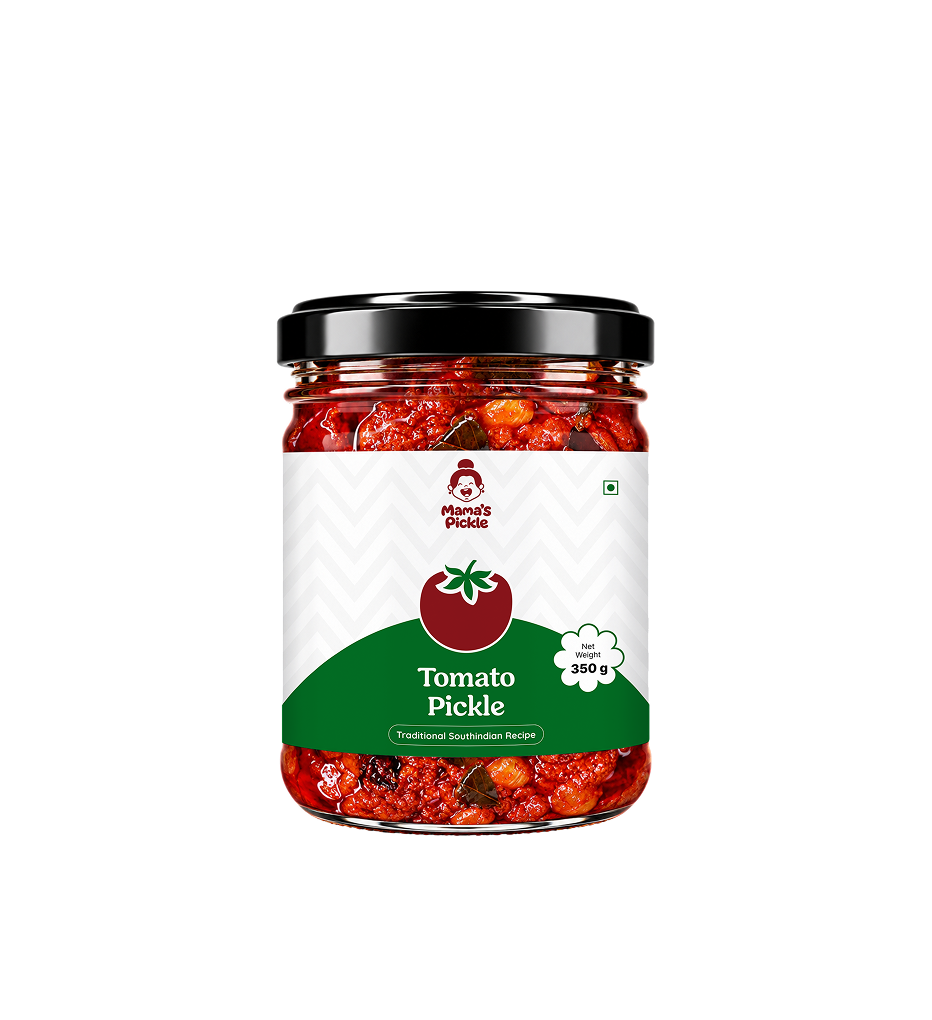 Mama's
Pickle
Tomato
Pickle
Traditional Southindian Recipe
Net
Weight
350 g